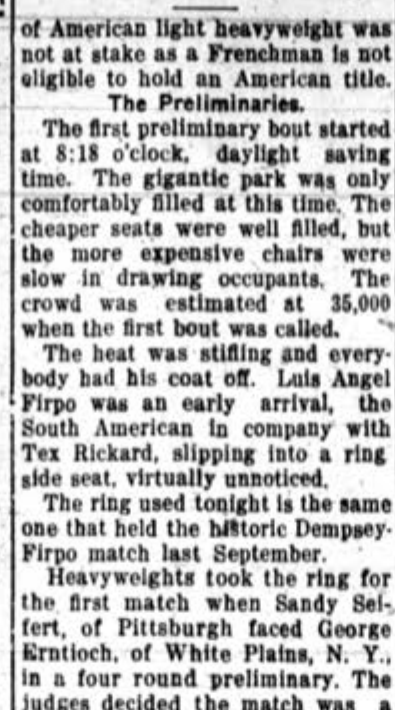 of American light heavyweight was
not at stake as a Frenchman is not
eligible to hold an American title.
The Preliminaries.
The first preliminary bout started
at 8:18 o'clock, daylight saving
time. The gigantic park was only
comfortably filled at this time. The
cheaper seats were well filled, but
the more expensive chairs were
slow in drawing occupants. The
crowd was estimated at 35,000
when the first bout was called.
The heat was stifling and every-
body had his coat off. Luis Angel
Firpo was an early arrival, the
South American in company with
Tex Rickard, slipping into a ring
side seat, virtually unnoticed.
The ring used tonight is the same
one that held the historic Dempsey-
Firpo match last September.
Heavyweights took the ring for
the first match when Sandy Sei-
fert, of Pittsburgh faced George
Erntioch, of White Plains, N. Y.,
in a four round preliminary. The
judges decided the match was a